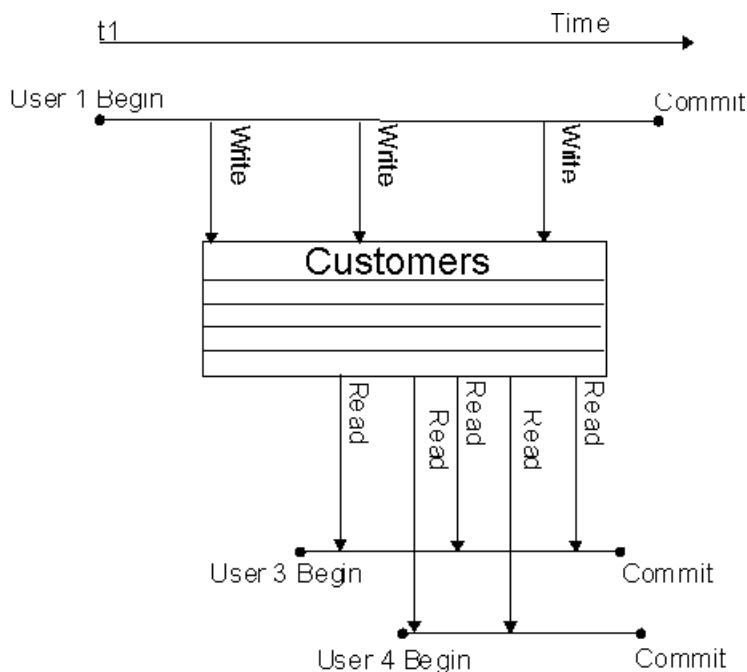 t1
Time
User 1 Begin
Commit
Write
Write
Write
Customers
Read
Read
Read
Read
Read
User 3 Begin
Commit
User 4 Begin
Commit